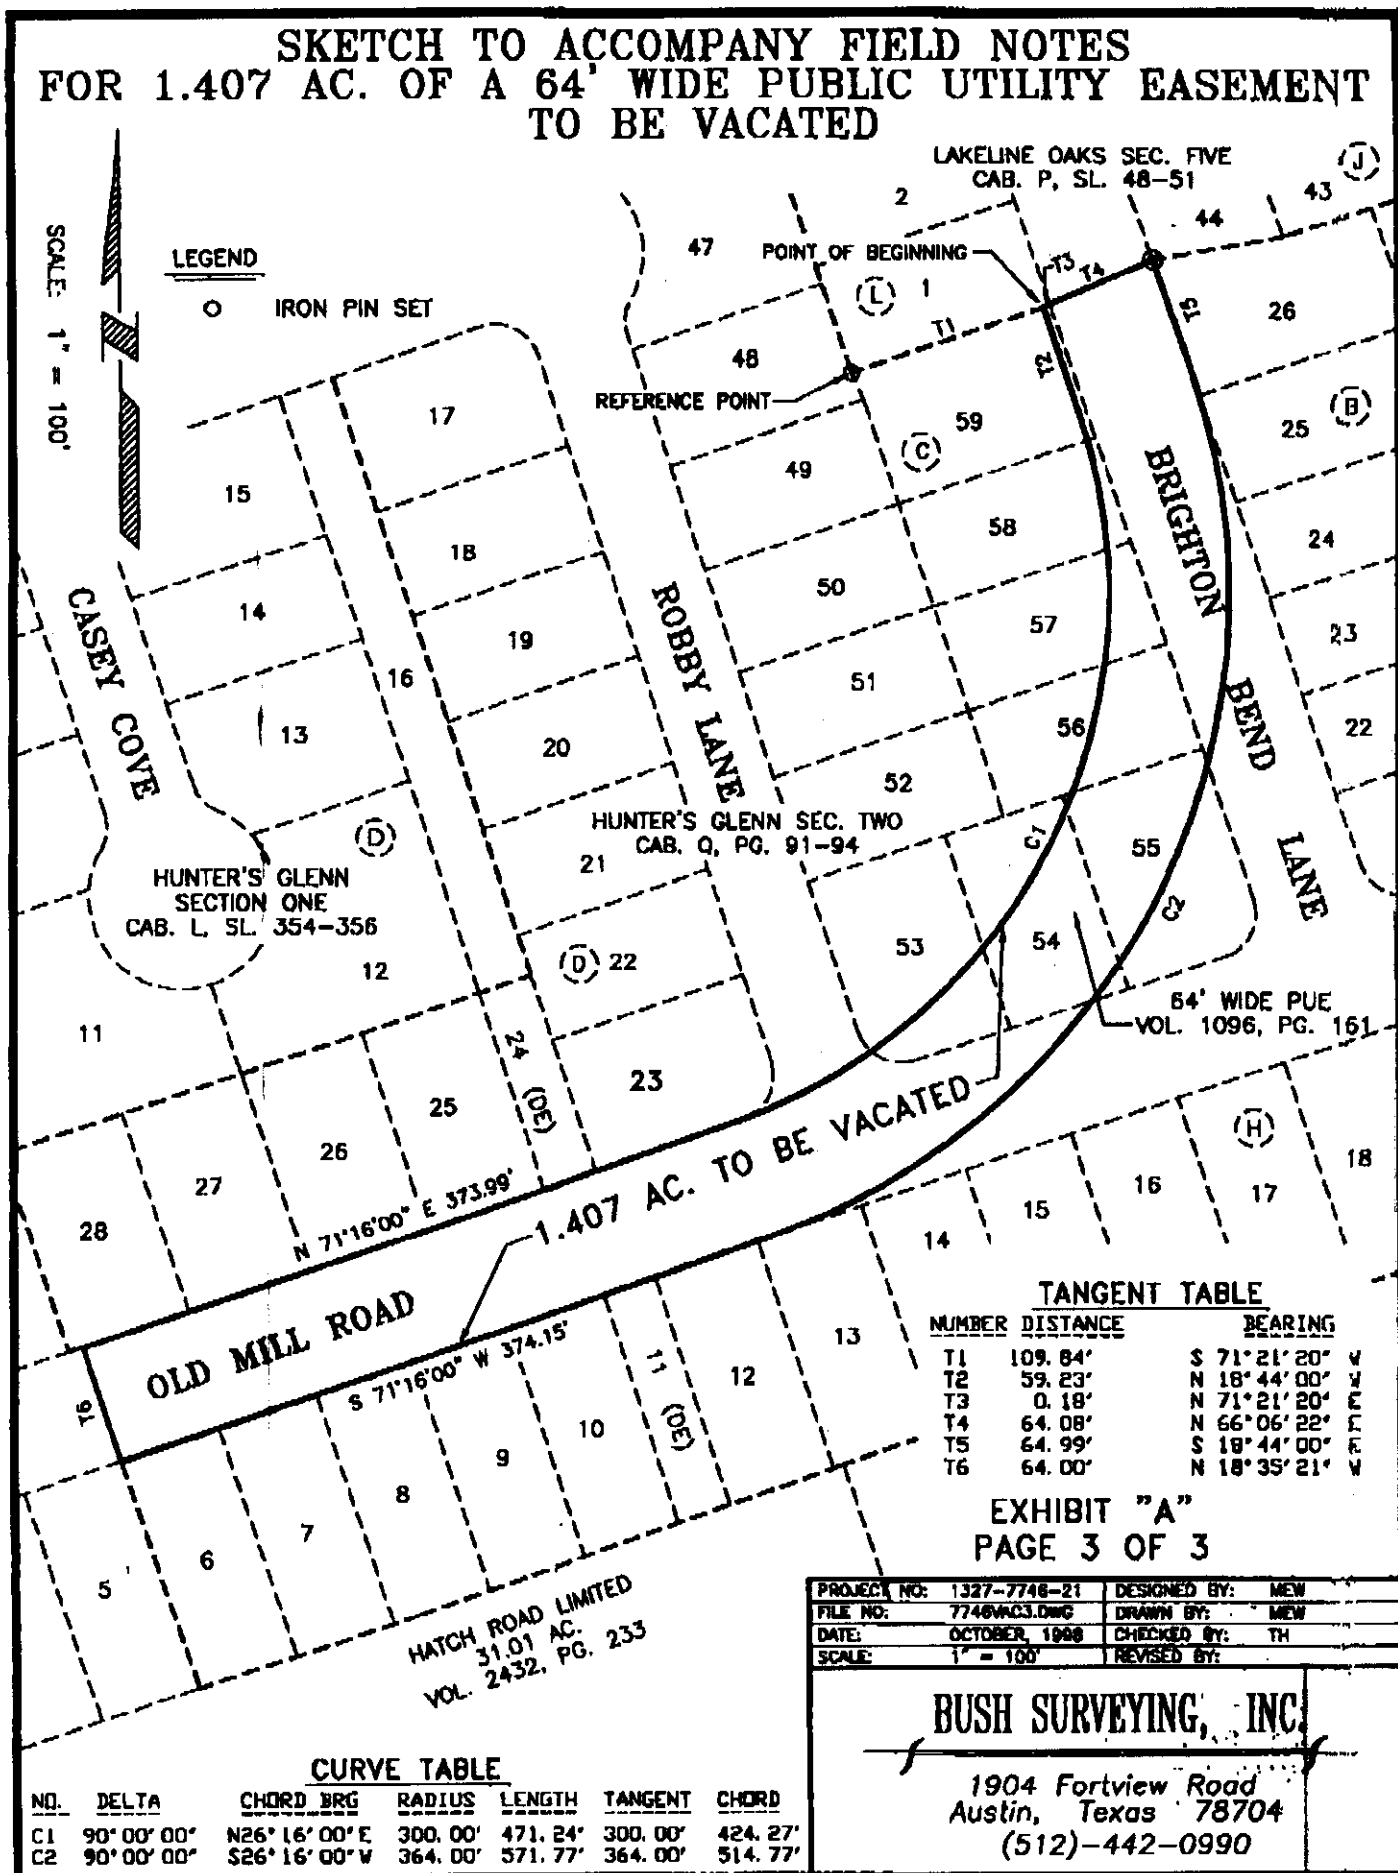 SKETCH TO ACCOMPANY FIELD NOTES
FOR 1.407 AC. OF A 64' WIDE PUBLIC UTILITY EASEMENT
TO BE VACATED
LAKELINE OAKS SEC. FIVE
CAB. P, SL. 48-51
J
43
44
2
47
SCALE: 1" = 100'
LEGEND
IRON PIN SET
POINT OF BEGINNING
T3
T4
L
1
T1
T5
26
48
T2
REFERENCE POINT
17
59
C
25
B
49
15
BRIGHTON
BEND
LANE
58
18
24
50
14
CASEY COVE
ROBBY LANE
57
19
23
16
51
13
56
22
20
52
HUNTER'S GLENN SEC. TWO
CAB. Q, PG. 91-94
D
C1
55
21
HUNTER'S GLENN
SECTION ONE
CAB. L, SL. 354-356
C2
53
54
D
22
12
11
64' WIDE PUE
VOL. 1096, PG. 161
24 (DE)
23
25
26
27
28
1.407 AC. TO BE VACATED
H
18
16
17
15
14
N 71°16'00" E 373.99'
OLD MILL ROAD
S 71°16'00" W 374.15'
T6
13
12
11 (DE)
10
9
8
7
6
5
TANGENT TABLE
NUMBER DISTANCE BEARING
T1 109.84' S 71°21'20" W
T2 59.23' N 18°44'00" W
T3 0.18' N 71°21'20" E
T4 64.08' N 66°06'22" E
T5 64.99' S 18°44'00" E
T6 64.00' N 18°35'21" W
EXHIBIT "A"
PAGE 3 OF 3
HATCH ROAD LIMITED
31.01 AC.
VOL. 2432, PG. 233
PROJECT NO: 1327-7746-21 DESIGNED BY: MEW
FILE NO: 7746VAC3.DWG DRAWN BY: MEW
DATE: OCTOBER, 1998 CHECKED BY: TH
SCALE: 1" = 100' REVISED BY:
BUSH SURVEYING, INC.
1904 Fortview Road
Austin, Texas 78704
(512)-442-0990
CURVE TABLE
NO. DELTA CHORD BRG RADIUS LENGTH TANGENT CHORD
C1 90°00'00" N26°16'00"E 300.00' 471.24' 300.00' 424.27'
C2 90°00'00" S26°16'00"W 364.00' 571.77' 364.00' 514.77'